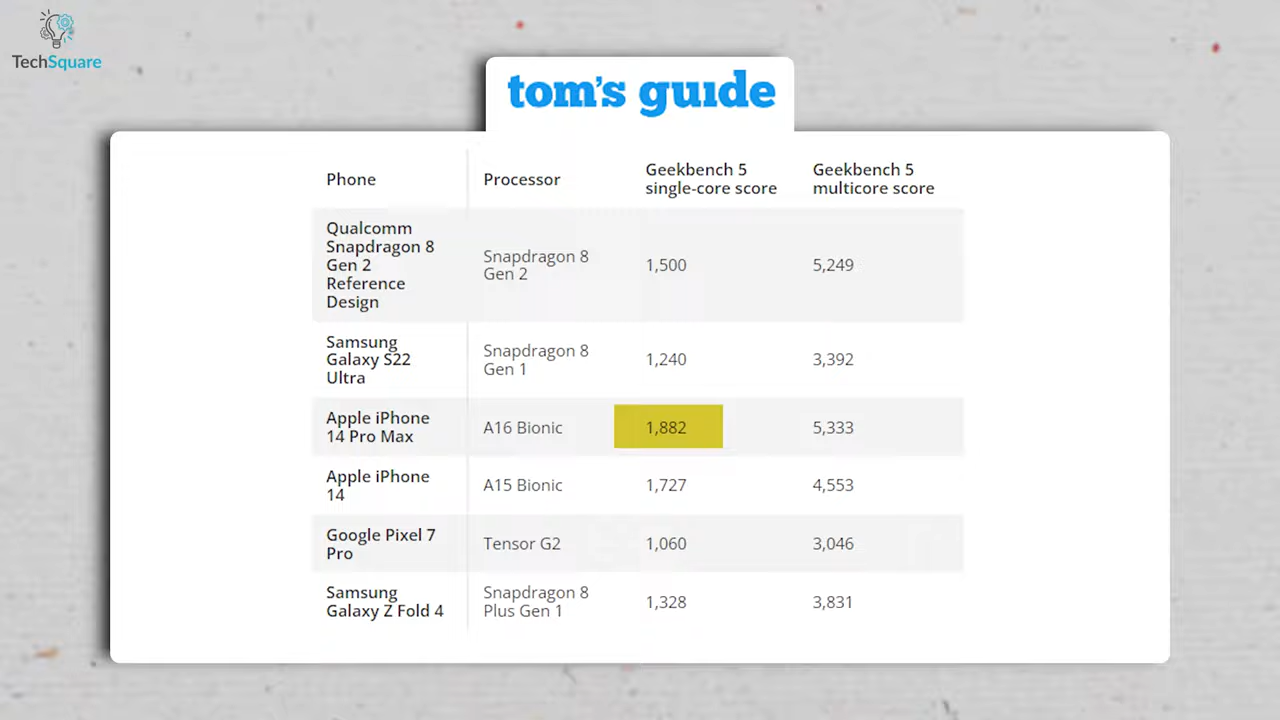 TechSquare
tom's guide
Phone
Processor
Geekbench 5
single-core score
Geekbench 5
multicore score
Qualcomm
Snapdragon 8
Gen 2
Reference
Design
Snapdragon 8
Gen 2
1,500
5,249
Samsung
Galaxy S22
Ultra
Snapdragon 8
Gen 1
1,240
3,392
Apple iPhone
14 Pro Max
A16 Bionic
1,882
5,333
Apple iPhone
14
A15 Bionic
1,727
4,553
Google Pixel 7
Pro
Tensor G2
1,060
3,046
Samsung
Galaxy Z Fold 4
Snapdragon 8
Plus Gen 1
1,328
3,831